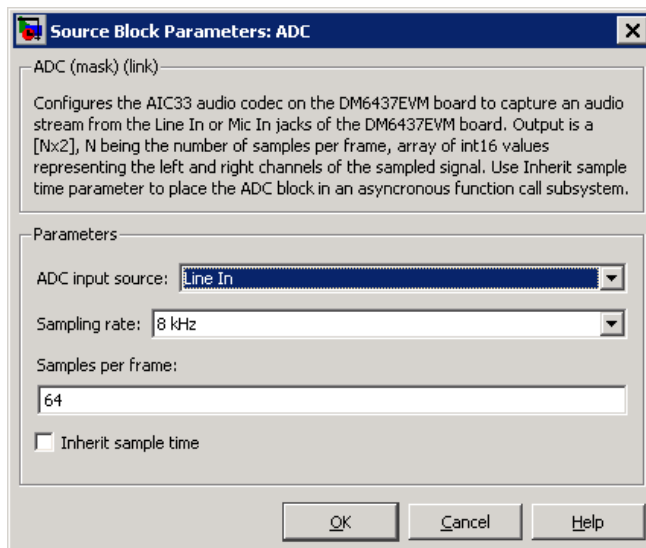 Source Block Parameters: ADC
ADC (mask) (link)
Configures the AIC33 audio codec on the DM6437EVM board to capture an audio
stream from the Line In or Mic In jacks of the DM6437EVM board. Output is a
[Nx2], N being the number of samples per frame, array of int16 values
representing the left and right channels of the sampled signal. Use Inherit sample
time parameter to place the ADC block in an asyncronous function call subsystem.
Parameters
ADC input source: Line In
Sampling rate: 8 kHz
Samples per frame:
64
Inherit sample time
OK Cancel Help